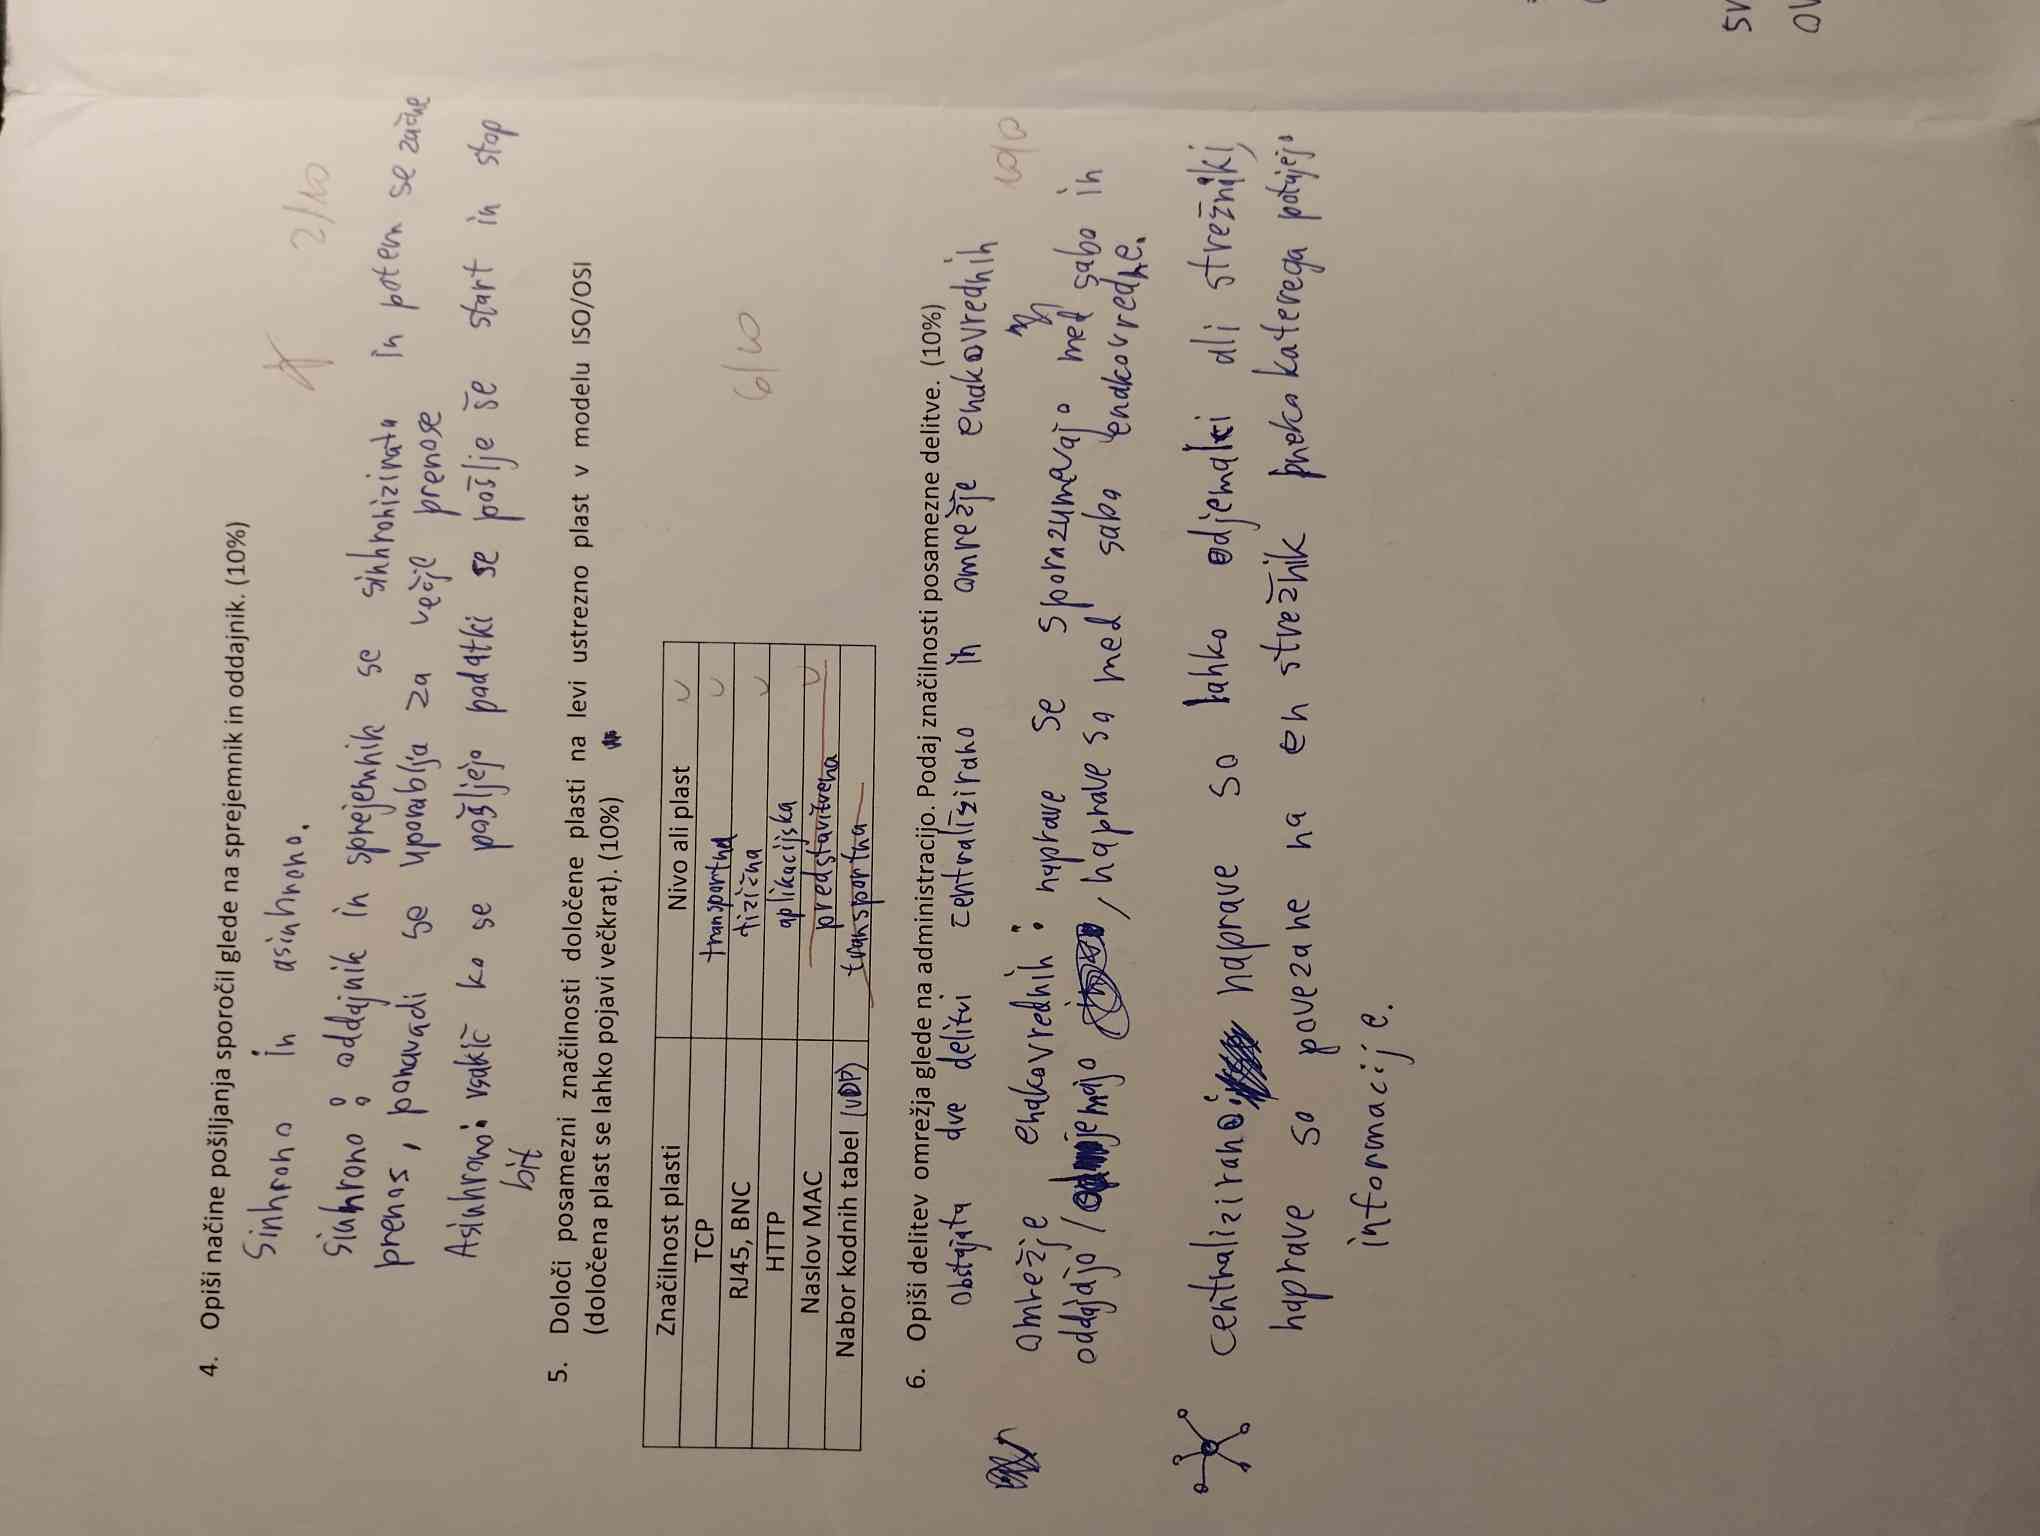 4. Opiši načine pošiljanja sporočil glede na sprejemnik in oddajnik. (10%)
Sinhrono in asinhrono.
2/10
sinhrono : oddajnik in sprejemnik se sinhronizirata in potem se začne
prenos, ponavadi se uporablja za večje prenose
Asinhrono: vsakič ko se pošljejo podatki se pošlje še start in stop
bit
5. Določi posamezni značilnosti določene plasti na levi ustrezno plast v modelu ISO/OSI
(določena plast se lahko pojavi večkrat). (10%)
Značilnost plasti Nivo ali plast
TCP transportna
RJ45, BNC fizična
HTTP aplikacijska
Naslov MAC predstavitvena
Nabor kodnih tabel (UDP) transportna
6/10
6. Opiši delitev omrežja glede na administracijo. Podaj značilnosti posamezne delitve. (10%)
obstajata dve delitvi centralizirano in omrežje enakovrednih
omrežje enakovrednih : naprave se sporazumevajo med sabo in
oddajajo / jemajo , naprave so med sabo enakovredne.
centralizirano: naprave so lahko odjemalci ali strežniki,
naprave so povezane na en strežnik preko katerega potujejo
informacije.
SV
OV